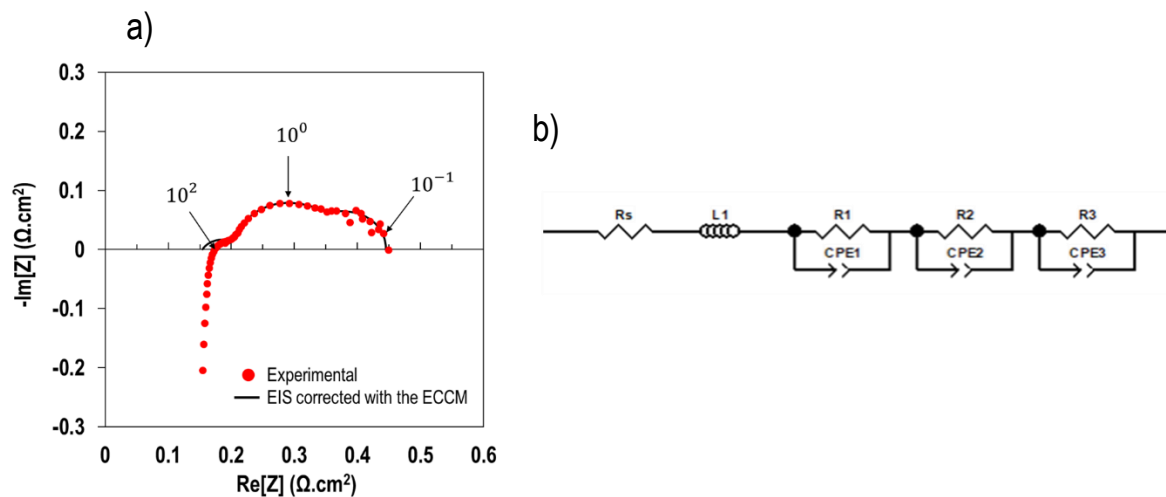 a)
0.3
0.2
0.1
0
-0.1
-0.2
-0.3
-Im[Z] (Ω.cm²)
10²
10⁰
10⁻¹
Experimental
EIS corrected with the ECCM
0 0.1 0.2 0.3 0.4 0.5 0.6
Re[Z] (Ω.cm²)
b)
Rs L1 R1 R2 R3
CPE1 CPE2 CPE3